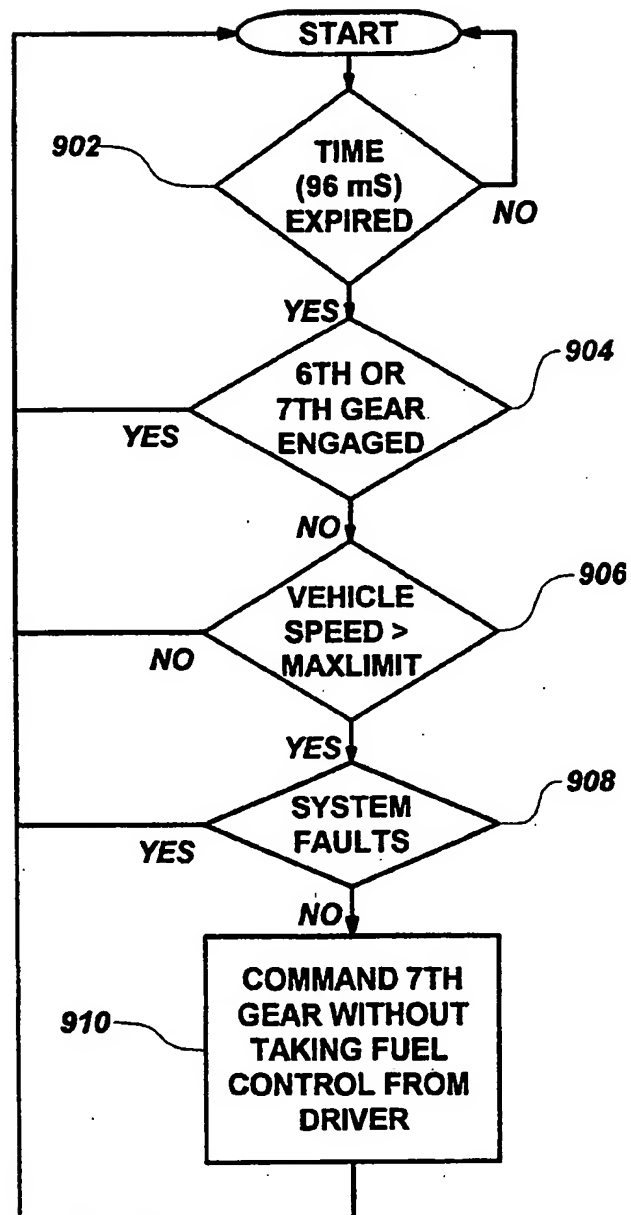 START
902
TIME
(96 mS)
EXPIRED
NO
YES
904
6TH OR
7TH GEAR
ENGAGED
YES
NO
906
VEHICLE
SPEED >
MAXLIMIT
NO
YES
908
SYSTEM
FAULTS
YES
NO
910
COMMAND 7TH
GEAR WITHOUT
TAKING FUEL
CONTROL FROM
DRIVER